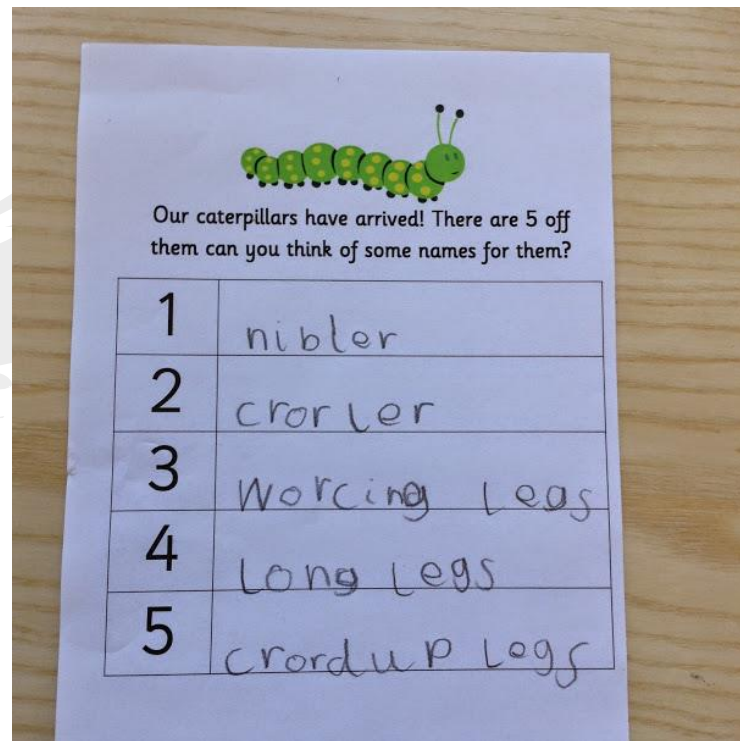 Our caterpillars have arrived! There are 5 off
them can you think of some names for them?
1 nibler
2 crorler
3 Worcing Legs
4 Long Legs
5 crordup Legs